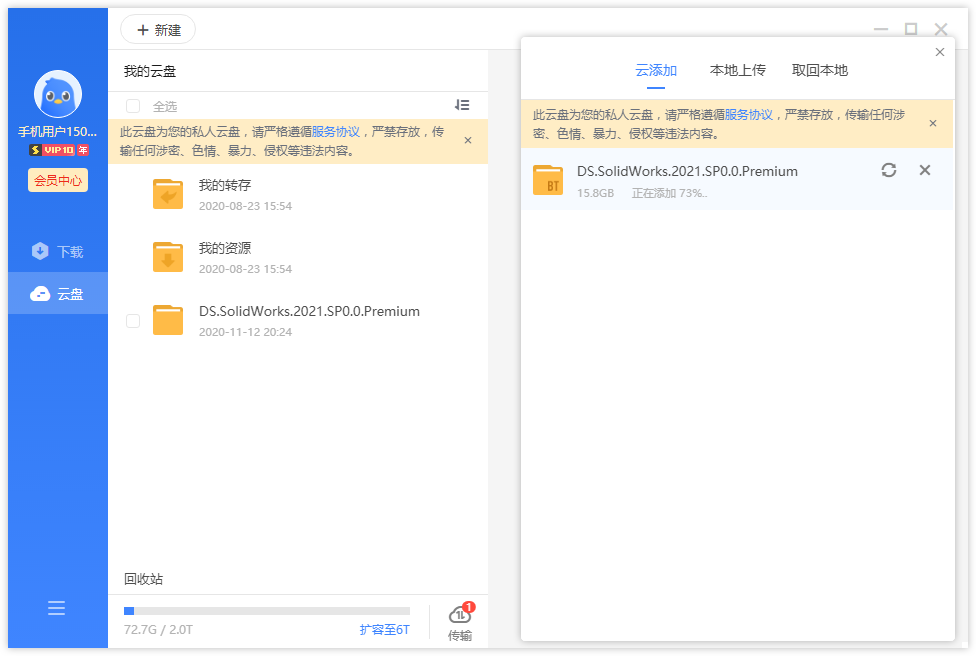 新建
手机用户150...
VIP10 年
会员中心
下载
云盘
我的云盘
全选
此云盘为您的私人云盘，请严格遵循服务协议，严禁存放，传
输任何涉密、色情、暴力、侵权等违法内容。
我的转存
2020-08-23 15:54
我的资源
2020-08-23 15:54
DS.SolidWorks.2021.SP0.0.Premium
2020-11-12 20:24
回收站
72.7G / 2.0T
扩容至6T
1
传输
云添加
本地上传
取回本地
此云盘为您的私人云盘，请严格遵循服务协议，严禁存放，传输任何涉
密、色情、暴力、侵权等违法内容。
BT
DS.SolidWorks.2021.SP0.0.Premium
15.8GB 正在添加 73%..